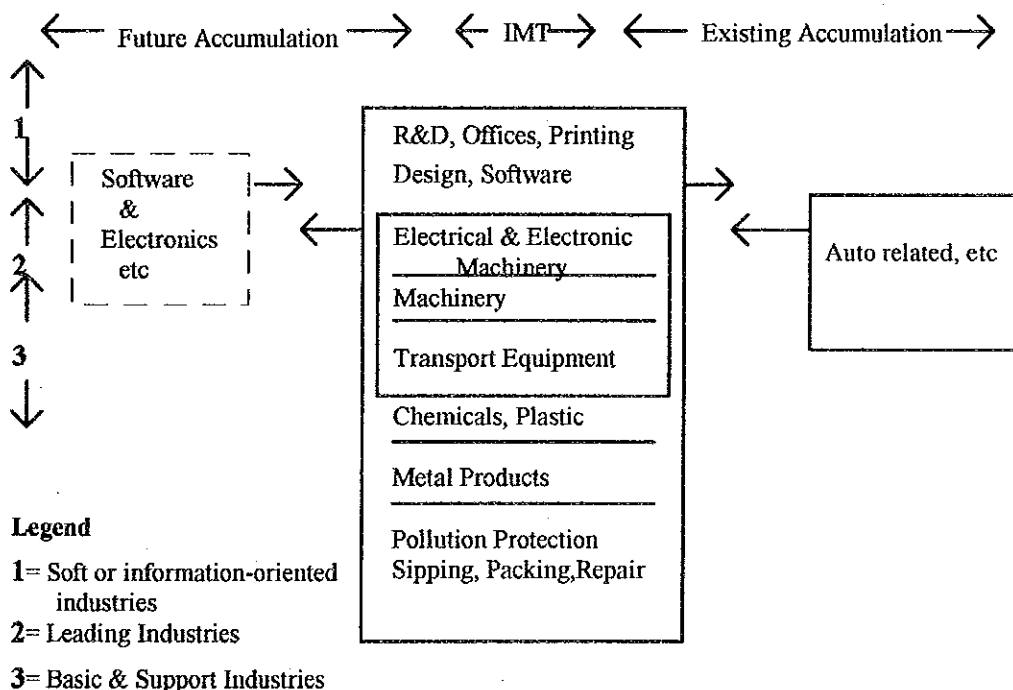 Future Accumulation
IMT
Existing Accumulation
1
2
3
Software
&
Electronics
etc
R&D, Offices, Printing
Design, Software
Electrical & Electronic
Machinery
Machinery
Transport Equipment
Chemicals, Plastic
Metal Products
Pollution Protection
Sipping, Packing,Repair
Auto related, etc
Legend
1= Soft or information-oriented
industries
2= Leading Industries
3= Basic & Support Industries